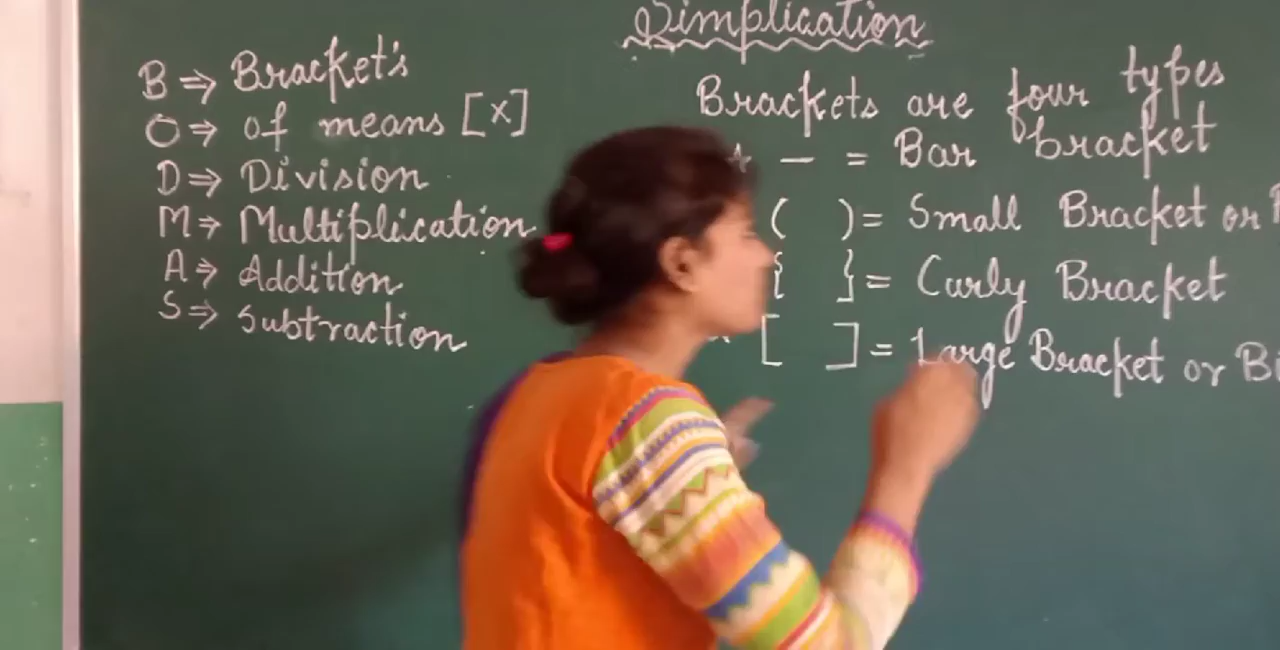 Simplication
B ⇒ Bracket's
O ⇒ of means [×]
D ⇒ Division
M ⇒ Multiplication
A ⇒ Addition
S ⇒ Subtraction
Brackets are four types
★ — = Bar bracket
( ) = Small Bracket or
{ } = Curly Bracket
[ ] = Large Bracket or